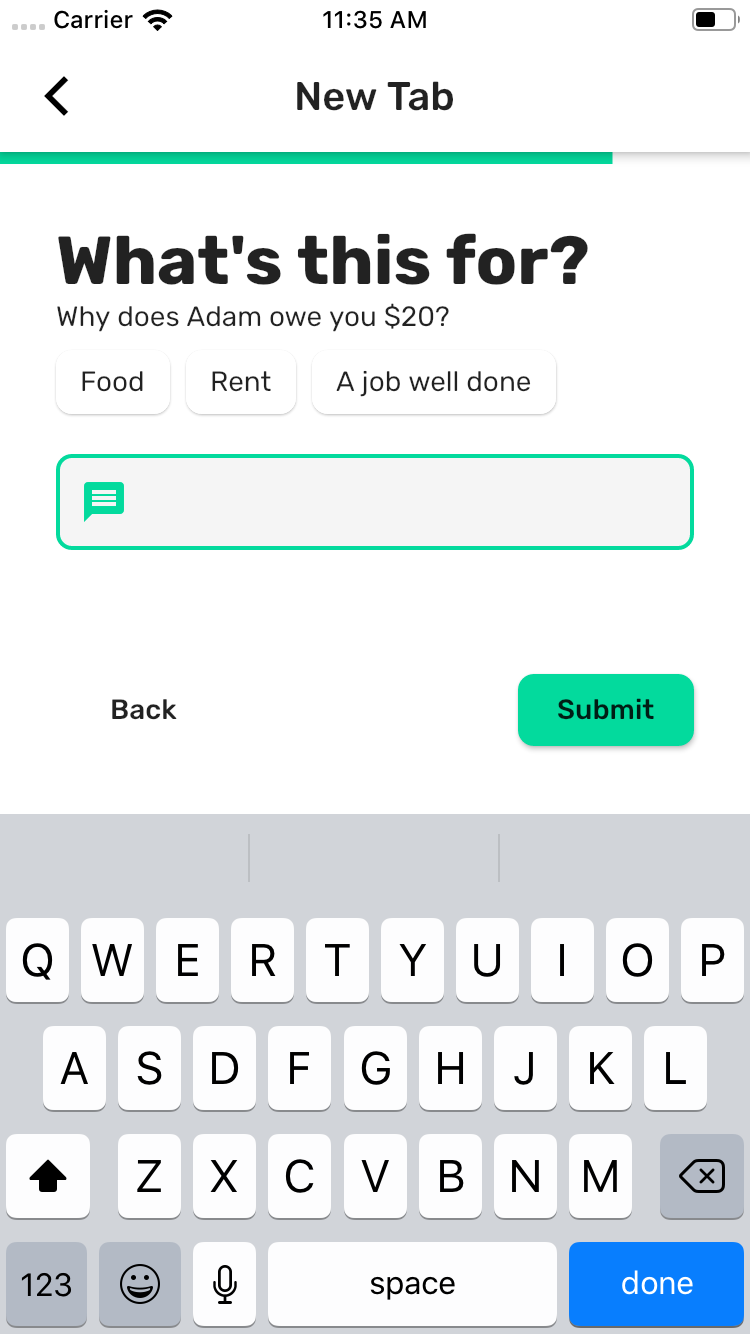 Carrier 11:35 AM
New Tab
What's this for?
Why does Adam owe you $20?
Food Rent A job well done
Back Submit
Q W E R T Y U I O P
A S D F G H J K L
Z X C V B N M
123 space done